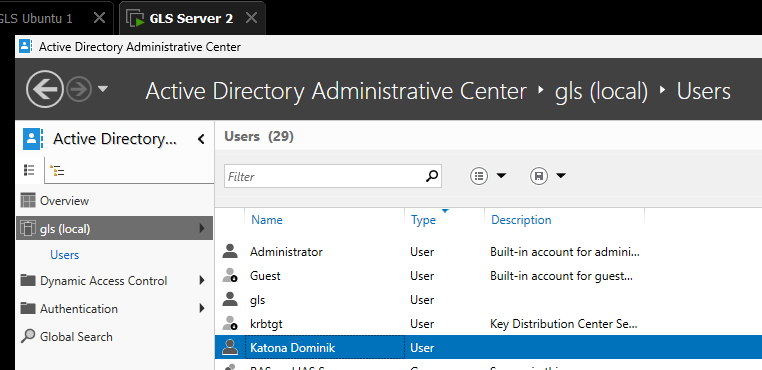 GLS Ubuntu 1
GLS Server 2
Active Directory Administrative Center
Active Directory Administrative Center gls (local) Users
Active Directory...
Users (29)
Filter
Overview
gls (local)
Users
Dynamic Access Control
Authentication
Global Search
Name Type Description
Administrator User Built-in account for admini...
Guest User Built-in account for guest...
gls User
krbtgt User Key Distribution Center Se...
Katona Dominik User